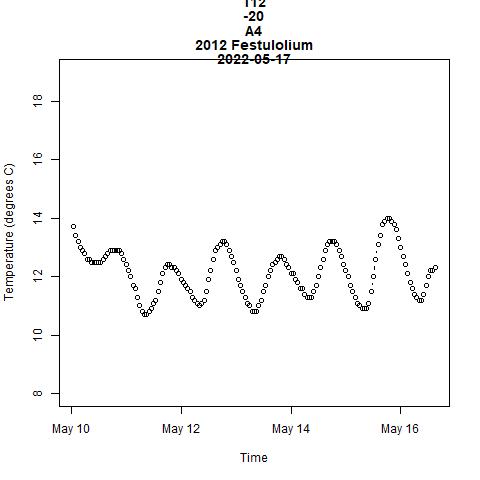 T12
-20
A4
2012 Festulolium
2022-05-17
Temperature (degrees C)
18
16
14
12
10
8
May 10 May 12 May 14 May 16
Time